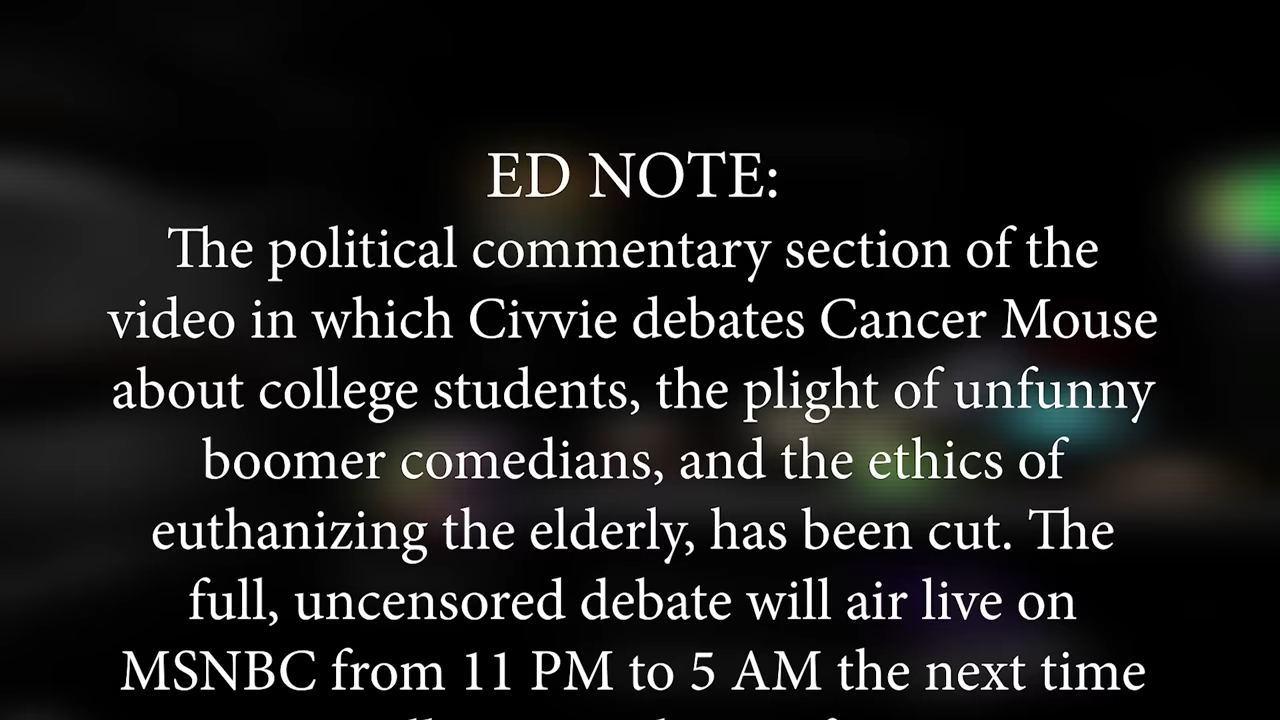 ED NOTE:
The political commentary section of the
video in which Civvie debates Cancer Mouse
about college students, the plight of unfunny
boomer comedians, and the ethics of
euthanizing the elderly, has been cut. The
full, uncensored debate will air live on
MSNBC from 11 PM to 5 AM the next time